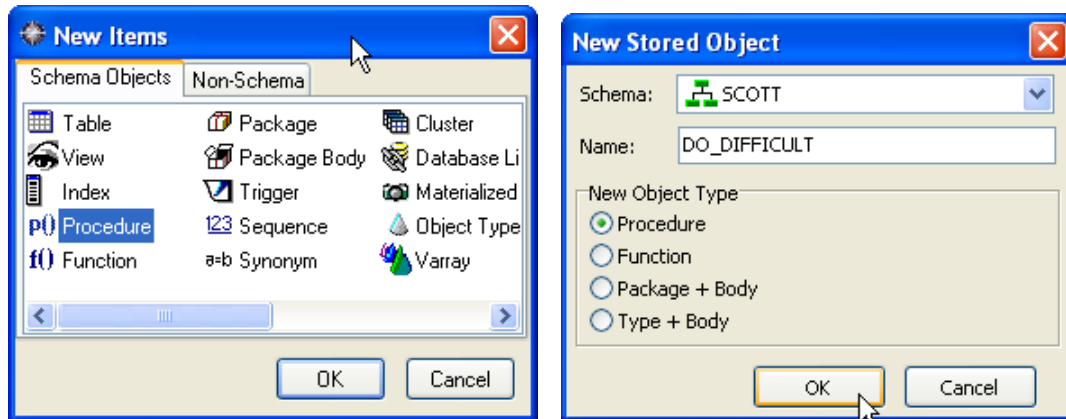 New Items
Schema Objects Non-Schema
Table Package Cluster
View Package Body Database Li
Index Trigger Materialized
p() Procedure 123 Sequence Object Type
f() Function a=b Synonym Varray
OK Cancel
New Stored Object
Schema: SCOTT
Name: DO_DIFFICULT
New Object Type
Procedure
Function
Package + Body
Type + Body
OK Cancel